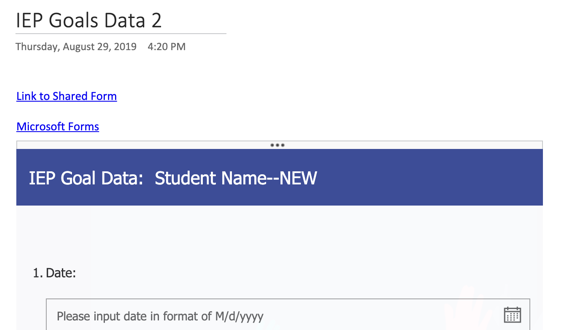 IEP Goals Data 2
Thursday, August 29, 2019 4:20 PM
Link to Shared Form
Microsoft Forms
IEP Goal Data: Student Name--NEW
1. Date:
Please input date in format of M/d/yyyy